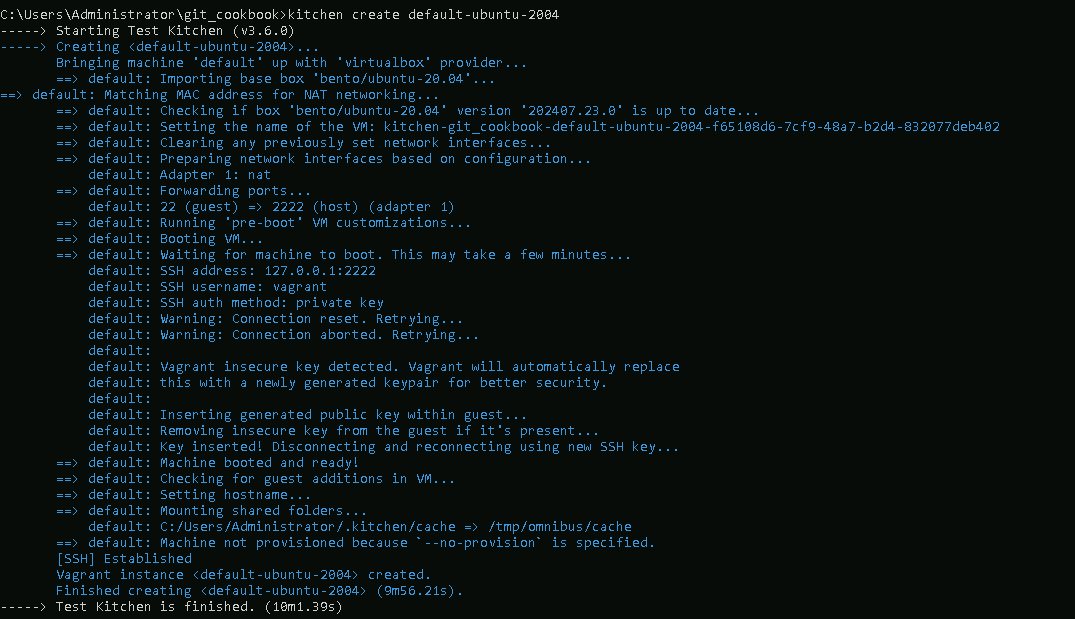 C:\Users\Administrator\git_cookbook>kitchen create default-ubuntu-2004
-----> Starting Test Kitchen (v3.6.0)
-----> Creating <default-ubuntu-2004>...
       Bringing machine 'default' up with 'virtualbox' provider...
       ==> default: Importing base box 'bento/ubuntu-20.04'...
==> default: Matching MAC address for NAT networking...
       ==> default: Checking if box 'bento/ubuntu-20.04' version '202407.23.0' is up to date...
       ==> default: Setting the name of the VM: kitchen-git_cookbook-default-ubuntu-2004-f65108d6-7cf9-48a7-b2d4-832077deb402
       ==> default: Clearing any previously set network interfaces...
       ==> default: Preparing network interfaces based on configuration...
           default: Adapter 1: nat
       ==> default: Forwarding ports...
           default: 22 (guest) => 2222 (host) (adapter 1)
       ==> default: Running 'pre-boot' VM customizations...
       ==> default: Booting VM...
       ==> default: Waiting for machine to boot. This may take a few minutes...
           default: SSH address: 127.0.0.1:2222
           default: SSH username: vagrant
           default: SSH auth method: private key
           default: Warning: Connection reset. Retrying...
           default: Warning: Connection aborted. Retrying...
           default:
           default: Vagrant insecure key detected. Vagrant will automatically replace
           default: this with a newly generated keypair for better security.
           default:
           default: Inserting generated public key within guest...
           default: Removing insecure key from the guest if it's present...
           default: Key inserted! Disconnecting and reconnecting using new SSH key...
       ==> default: Machine booted and ready!
       ==> default: Checking for guest additions in VM...
       ==> default: Setting hostname...
       ==> default: Mounting shared folders...
           default: C:/Users/Administrator/.kitchen/cache => /tmp/omnibus/cache
       ==> default: Machine not provisioned because `--no-provision` is specified.
       [SSH] Established
       Vagrant instance <default-ubuntu-2004> created.
       Finished creating <default-ubuntu-2004> (9m56.21s).
-----> Test Kitchen is finished. (10m1.39s)